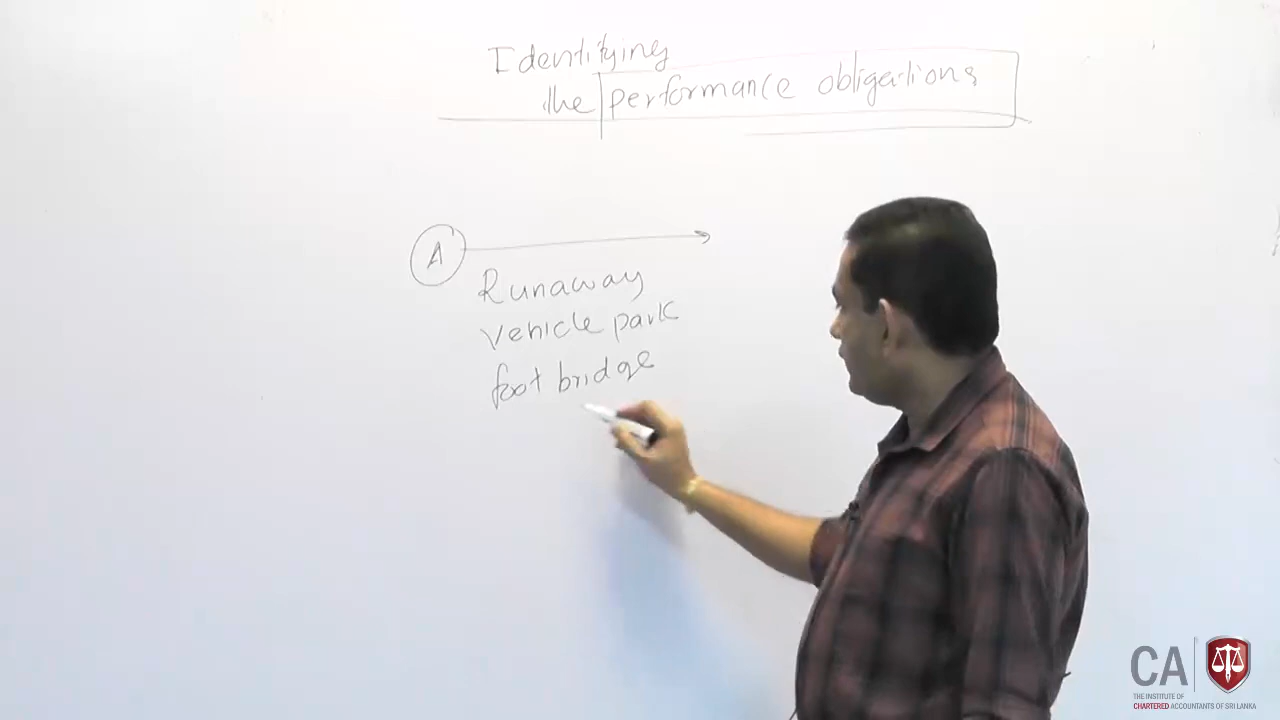 Identifying
the performance obligations
A
Runaway
Vehicle park
foot bridge
CA
THE INSTITUTE OF
CHARTERED ACCOUNTANTS OF SRI LANKA